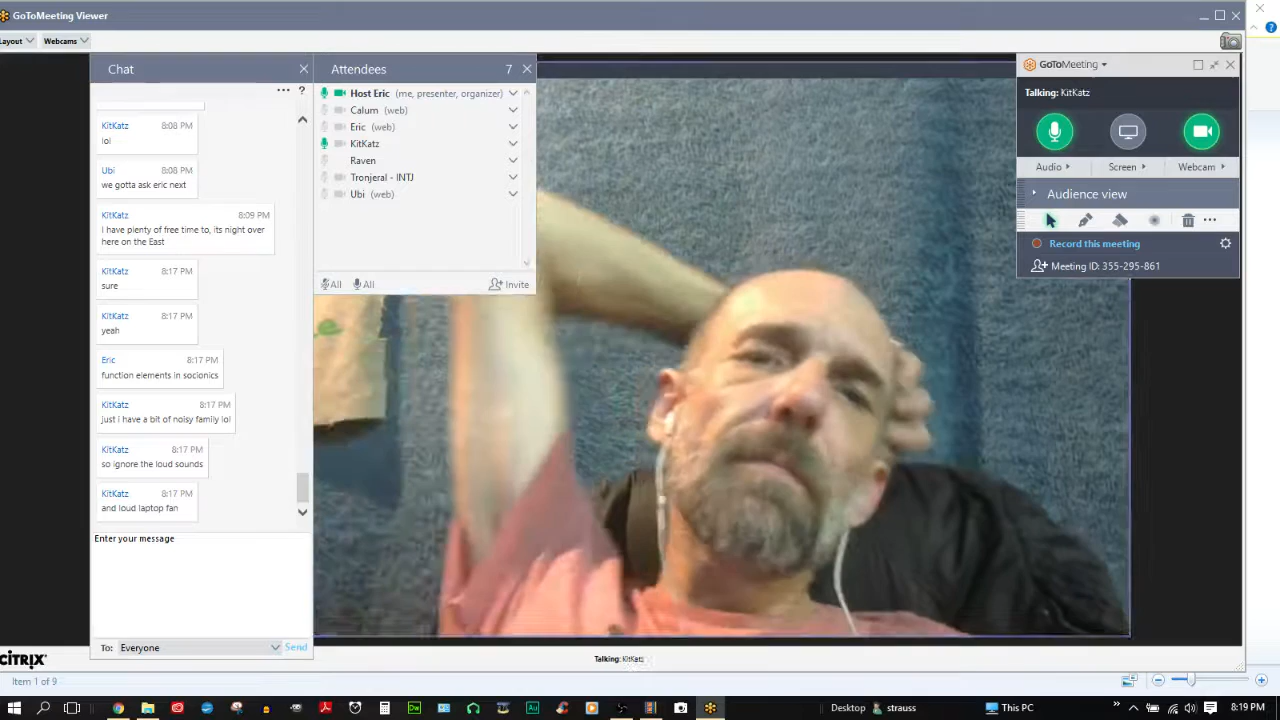 GoToMeeting Viewer
Layout
Webcams
Chat
KitKatz 8:08 PM
lol
Ubi 8:08 PM
we gotta ask eric next
KitKatz 8:09 PM
I have plenty of free time to, its night over
here on the East
KitKatz 8:17 PM
sure
KitKatz 8:17 PM
yeah
Eric 8:17 PM
function elements in socionics
KitKatz 8:17 PM
just i have a bit of noisy family lol
KitKatz 8:17 PM
so ignore the loud sounds
KitKatz 8:17 PM
and loud laptop fan
Enter your message
To: Everyone Send
Attendees 7
Host Eric (me, presenter, organizer)
Calum (web)
Eric (web)
KitKatz
Raven
Tronjeral - INTJ
Ubi (web)
All All Invite
GoToMeeting
Talking: KitKatz
Audio Screen Webcam
Audience view
Record this meeting
Meeting ID: 355-295-861
CITRIX
Talking: KitKatz
Item 1 of 9
Desktop strauss This PC 8:19 PM